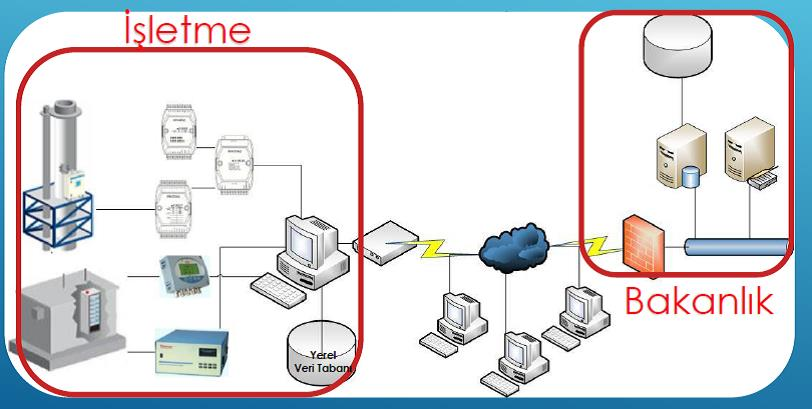 İşletme
Bakanlık
Yerel
Veri Tabanı